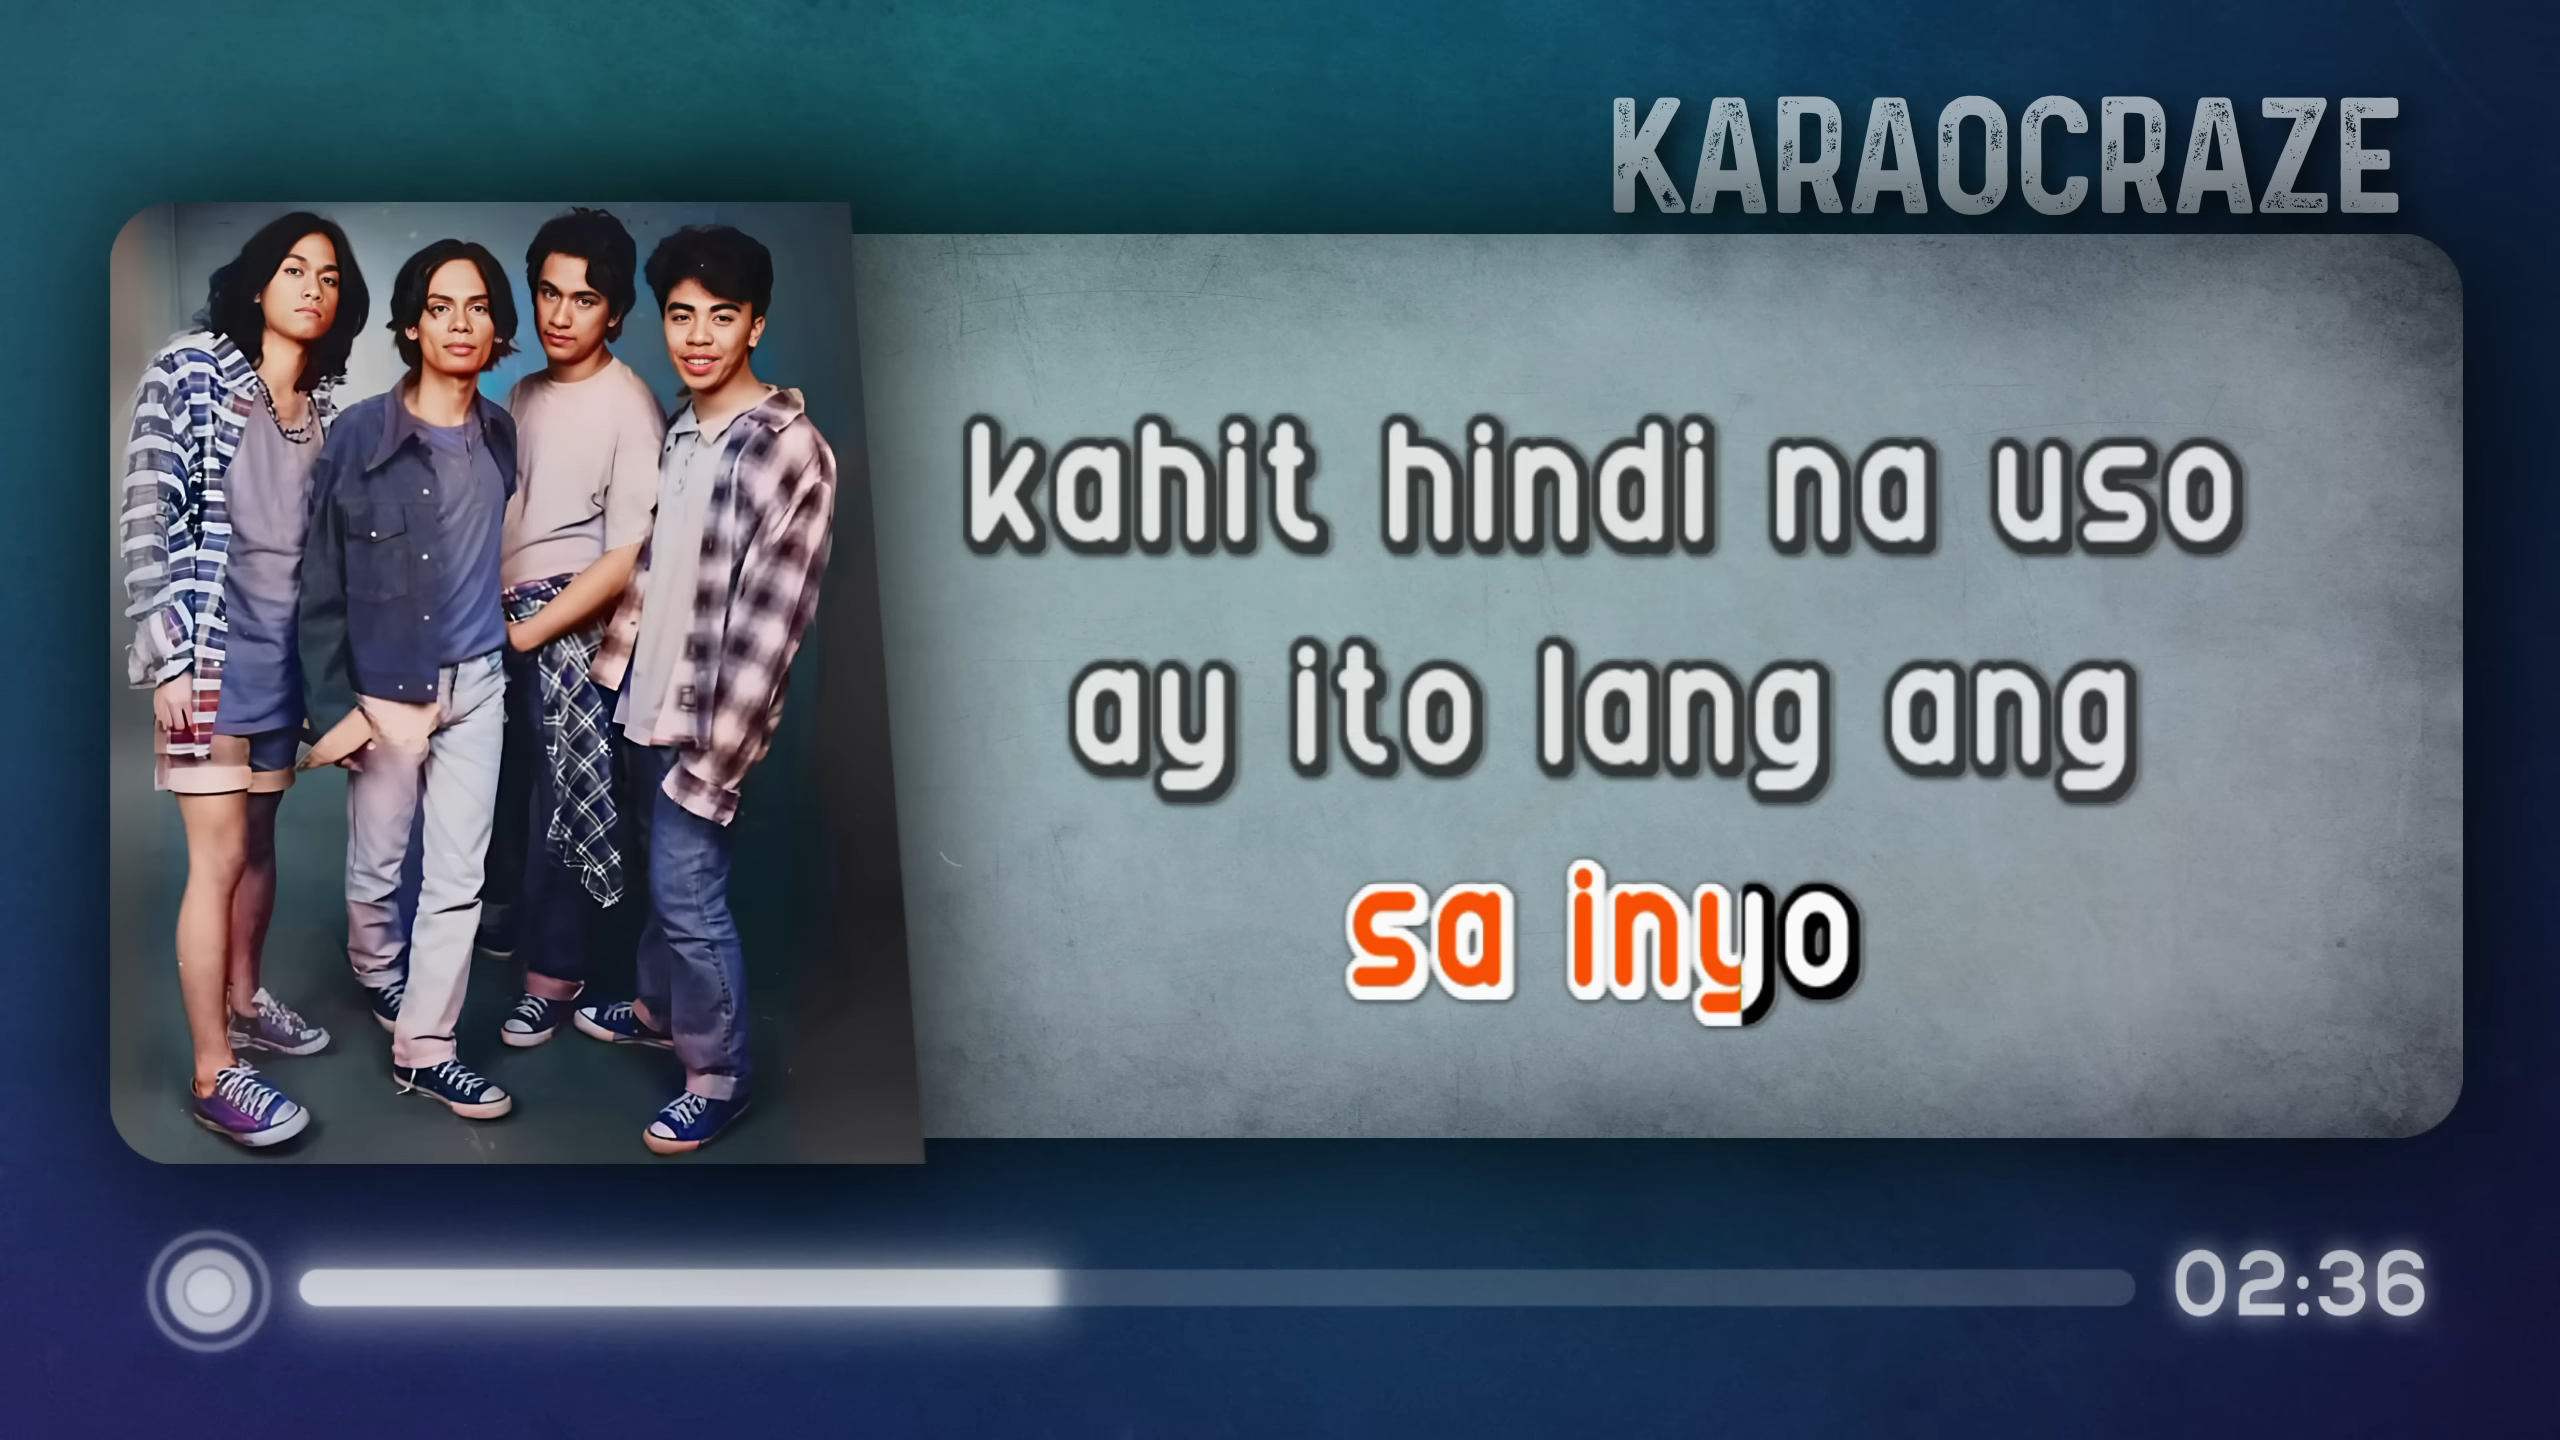 KARAOCRAZE
kahit hindi na uso
ay ito lang ang
sa inyo
02:36